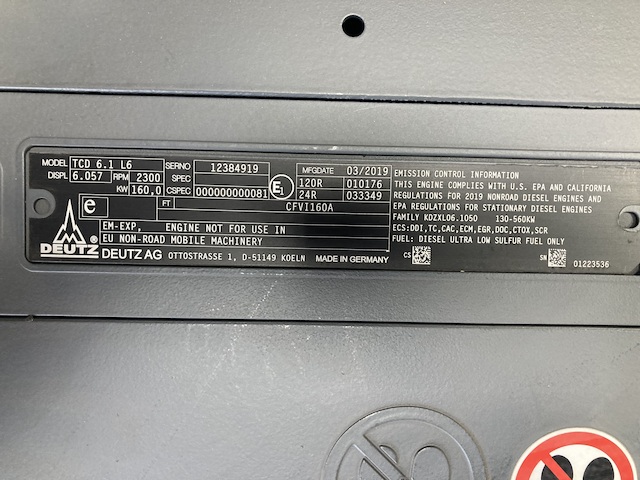 MODEL TCD 6.1 L6 SERNO 12384919
DISPL 6.057 RPM 2300 SPEC
KW 160,0 CSPEC 000000000081 E1
MFGDATE 03/2019
120R 010176
24R 033349
e FT CFVI160A
EM-EXP, ENGINE NOT FOR USE IN
EU NON-ROAD MOBILE MACHINERY
DEUTZ ® DEUTZ AG OTTOSTRASSE 1, D-51149 KOELN MADE IN GERMANY
EMISSION CONTROL INFORMATION
THIS ENGINE COMPLIES WITH U.S. EPA AND CALIFORNIA
REGULATIONS FOR 2019 NONROAD DIESEL ENGINES AND
EPA REGULATIONS FOR STATIONARY DIESEL ENGINES
FAMILY KDZXL06.1050 130-560KW
ECS:DDI,TC,CAC,ECM,EGR,DOC,CTOX,SCR
FUEL: DIESEL ULTRA LOW SULFUR FUEL ONLY
CS SN 01223536